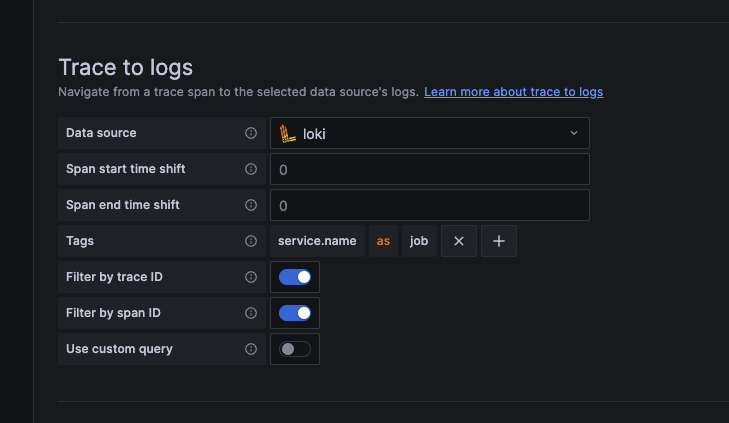 Trace to logs
Navigate from a trace span to the selected data source's logs. Learn more about trace to logs
Data source loki
Span start time shift 0
Span end time shift 0
Tags service.name as job
Filter by trace ID
Filter by span ID
Use custom query